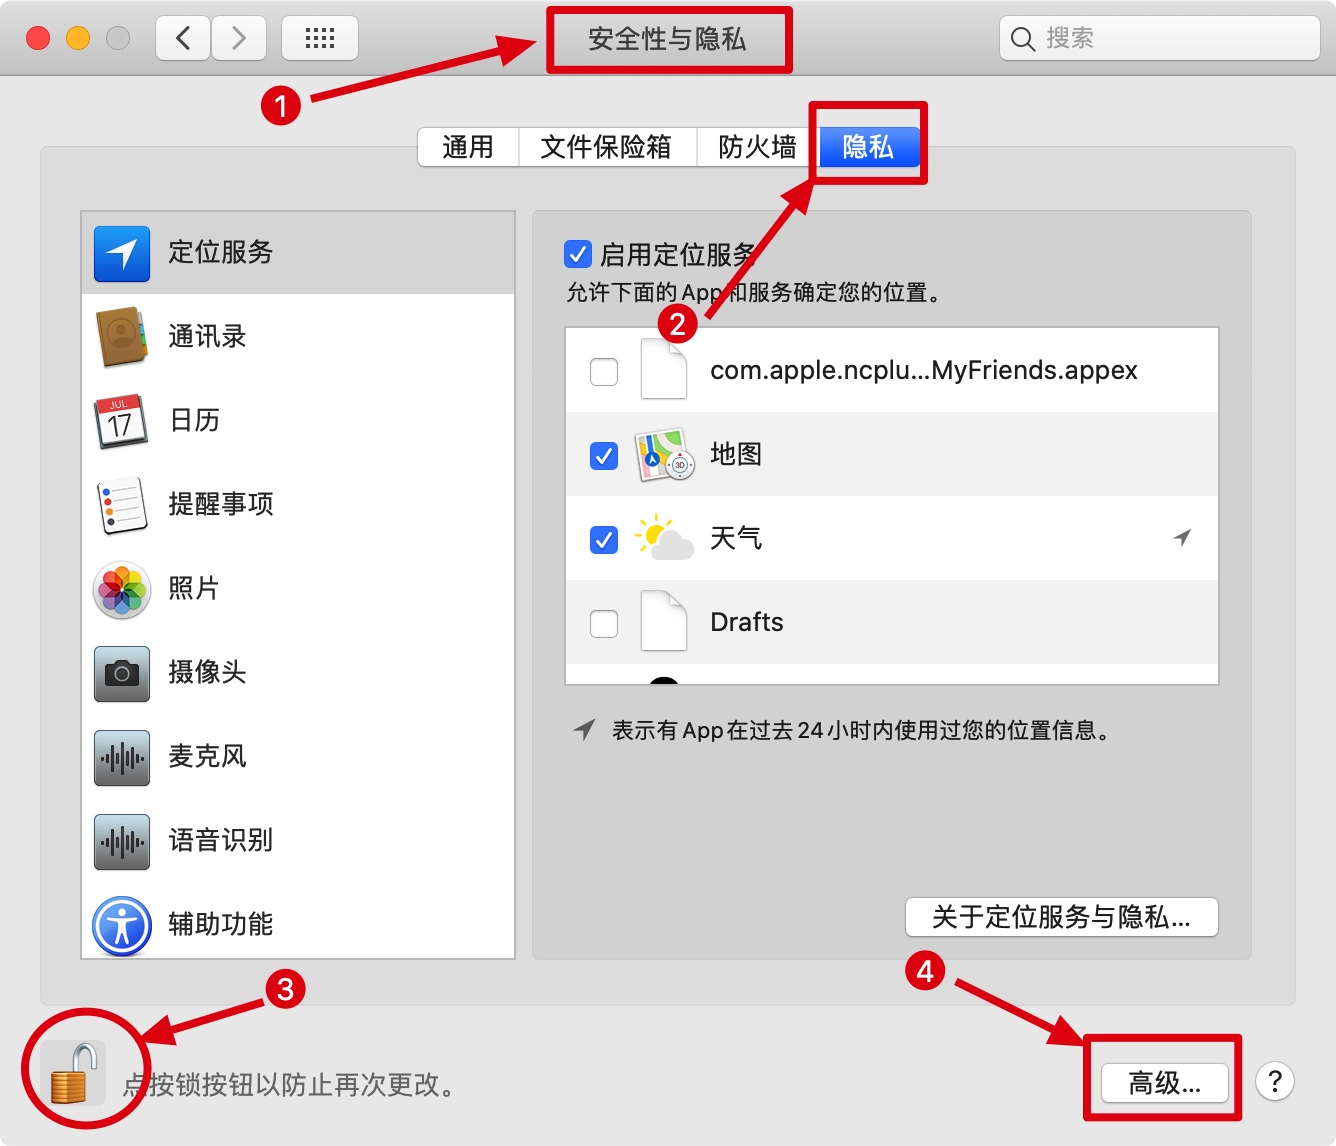 安全性与隐私
搜索
1
通用 文件保险箱 防火墙 隐私
定位服务
通讯录
JUL
17
日历
提醒事项
照片
摄像头
麦克风
语音识别
辅助功能
启用定位服务
允许下面的 App 和服务确定您的位置。
2
com.apple.ncplu...MyFriends.appex
3D
地图
天气
Drafts
表示有 App 在过去 24 小时内使用过您的位置信息。
关于定位服务与隐私...
3
4
点按锁按钮以防止再次更改。
高级...
?